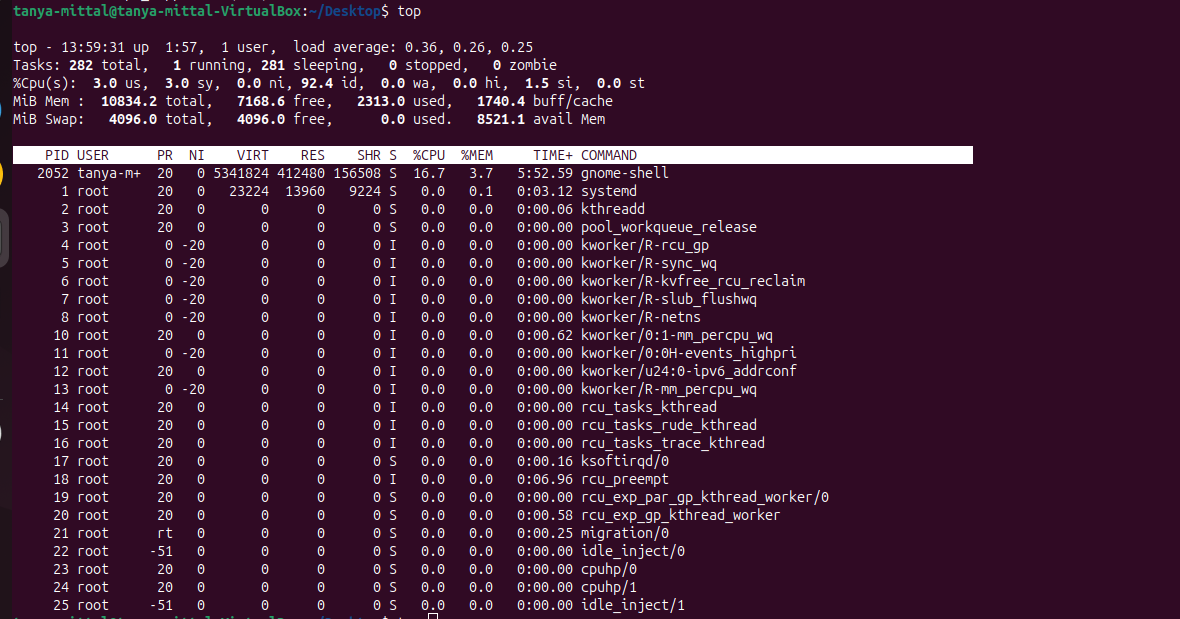 tanya-mittal@tanya-mittal-VirtualBox:~/Desktop$ top
top - 13:59:31 up  1:57,  1 user,  load average: 0.36, 0.26, 0.25
Tasks: 282 total,   1 running, 281 sleeping,   0 stopped,   0 zombie
%Cpu(s):  3.0 us,  3.0 sy,  0.0 ni, 92.4 id,  0.0 wa,  0.0 hi,  1.5 si,  0.0 st
MiB Mem :  10834.2 total,   7168.6 free,   2313.0 used,   1740.4 buff/cache
MiB Swap:   4096.0 total,   4096.0 free,      0.0 used.   8521.1 avail Mem
    PID USER      PR  NI    VIRT    RES    SHR S  %CPU  %MEM     TIME+ COMMAND
   2052 tanya-m+  20   0 5341824 412480 156508 S  16.7   3.7   5:52.59 gnome-shell
      1 root      20   0   23224  13960   9224 S   0.0   0.1   0:03.12 systemd
      2 root      20   0       0      0      0 S   0.0   0.0   0:00.06 kthreadd
      3 root      20   0       0      0      0 S   0.0   0.0   0:00.00 pool_workqueue_release
      4 root       0 -20       0      0      0 I   0.0   0.0   0:00.00 kworker/R-rcu_gp
      5 root       0 -20       0      0      0 I   0.0   0.0   0:00.00 kworker/R-sync_wq
      6 root       0 -20       0      0      0 I   0.0   0.0   0:00.00 kworker/R-kvfree_rcu_reclaim
      7 root       0 -20       0      0      0 I   0.0   0.0   0:00.00 kworker/R-slub_flushwq
      8 root       0 -20       0      0      0 I   0.0   0.0   0:00.00 kworker/R-netns
     10 root      20   0       0      0      0 I   0.0   0.0   0:00.62 kworker/0:1-mm_percpu_wq
     11 root       0 -20       0      0      0 I   0.0   0.0   0:00.00 kworker/0:0H-events_highpri
     12 root      20   0       0      0      0 I   0.0   0.0   0:00.00 kworker/u24:0-ipv6_addrconf
     13 root       0 -20       0      0      0 I   0.0   0.0   0:00.00 kworker/R-mm_percpu_wq
     14 root      20   0       0      0      0 I   0.0   0.0   0:00.00 rcu_tasks_kthread
     15 root      20   0       0      0      0 I   0.0   0.0   0:00.00 rcu_tasks_rude_kthread
     16 root      20   0       0      0      0 I   0.0   0.0   0:00.00 rcu_tasks_trace_kthread
     17 root      20   0       0      0      0 S   0.0   0.0   0:00.16 ksoftirqd/0
     18 root      20   0       0      0      0 I   0.0   0.0   0:06.96 rcu_preempt
     19 root      20   0       0      0      0 S   0.0   0.0   0:00.00 rcu_exp_par_gp_kthread_worker/0
     20 root      20   0       0      0      0 S   0.0   0.0   0:00.58 rcu_exp_gp_kthread_worker
     21 root      rt   0       0      0      0 S   0.0   0.0   0:00.25 migration/0
     22 root     -51   0       0      0      0 S   0.0   0.0   0:00.00 idle_inject/0
     23 root      20   0       0      0      0 S   0.0   0.0   0:00.00 cpuhp/0
     24 root      20   0       0      0      0 S   0.0   0.0   0:00.00 cpuhp/1
     25 root     -51   0       0      0      0 S   0.0   0.0   0:00.00 idle_inject/1